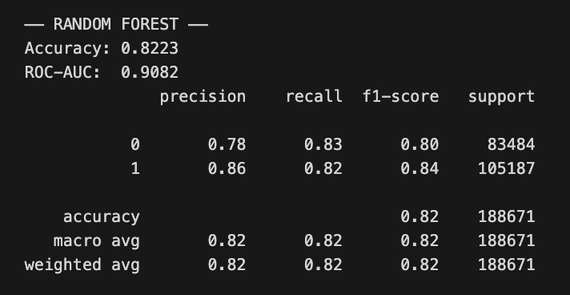 ── RANDOM FOREST ──
Accuracy: 0.8223
ROC-AUC:  0.9082
              precision    recall  f1-score   support

           0       0.78      0.83      0.80     83484
           1       0.86      0.82      0.84    105187

    accuracy                           0.82    188671
   macro avg       0.82      0.82      0.82    188671
weighted avg       0.82      0.82      0.82    188671